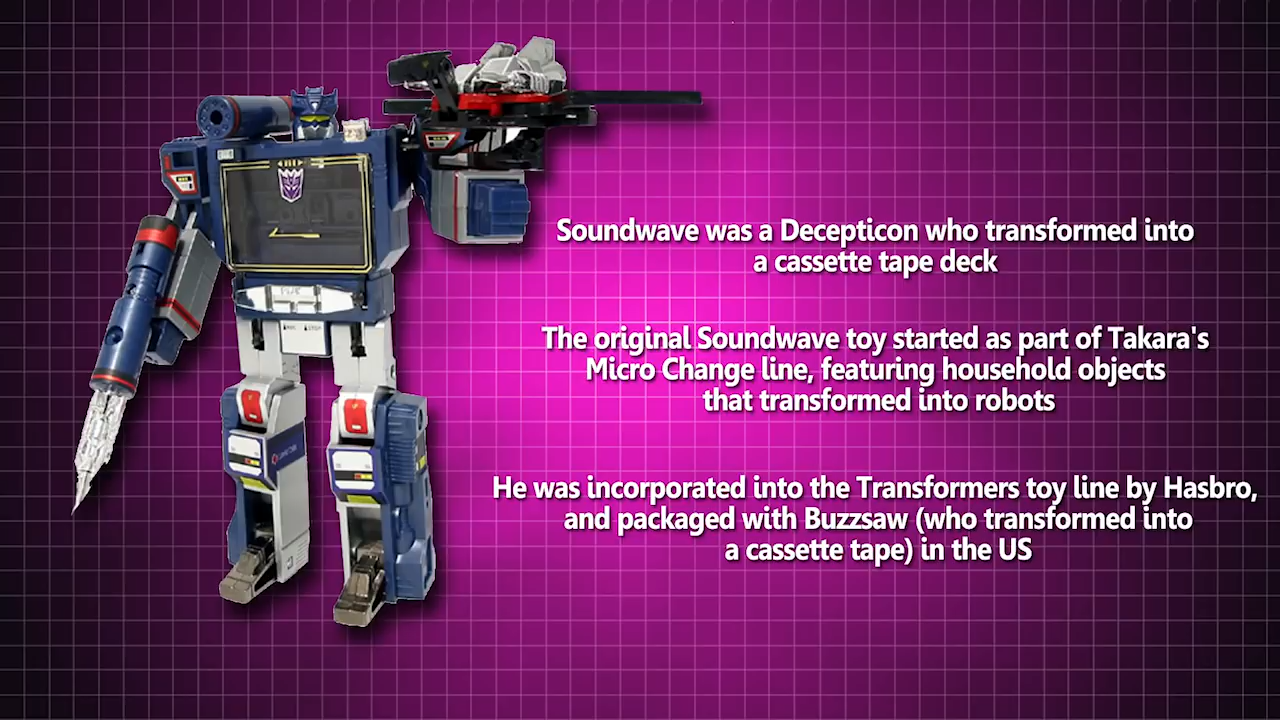 Soundwave was a Decepticon who transformed into
a cassette tape deck
The original Soundwave toy started as part of Takara's
Micro Change line, featuring household objects
that transformed into robots
He was incorporated into the Transformers toy line by Hasbro,
and packaged with Buzzsaw (who transformed into
a cassette tape) in the US